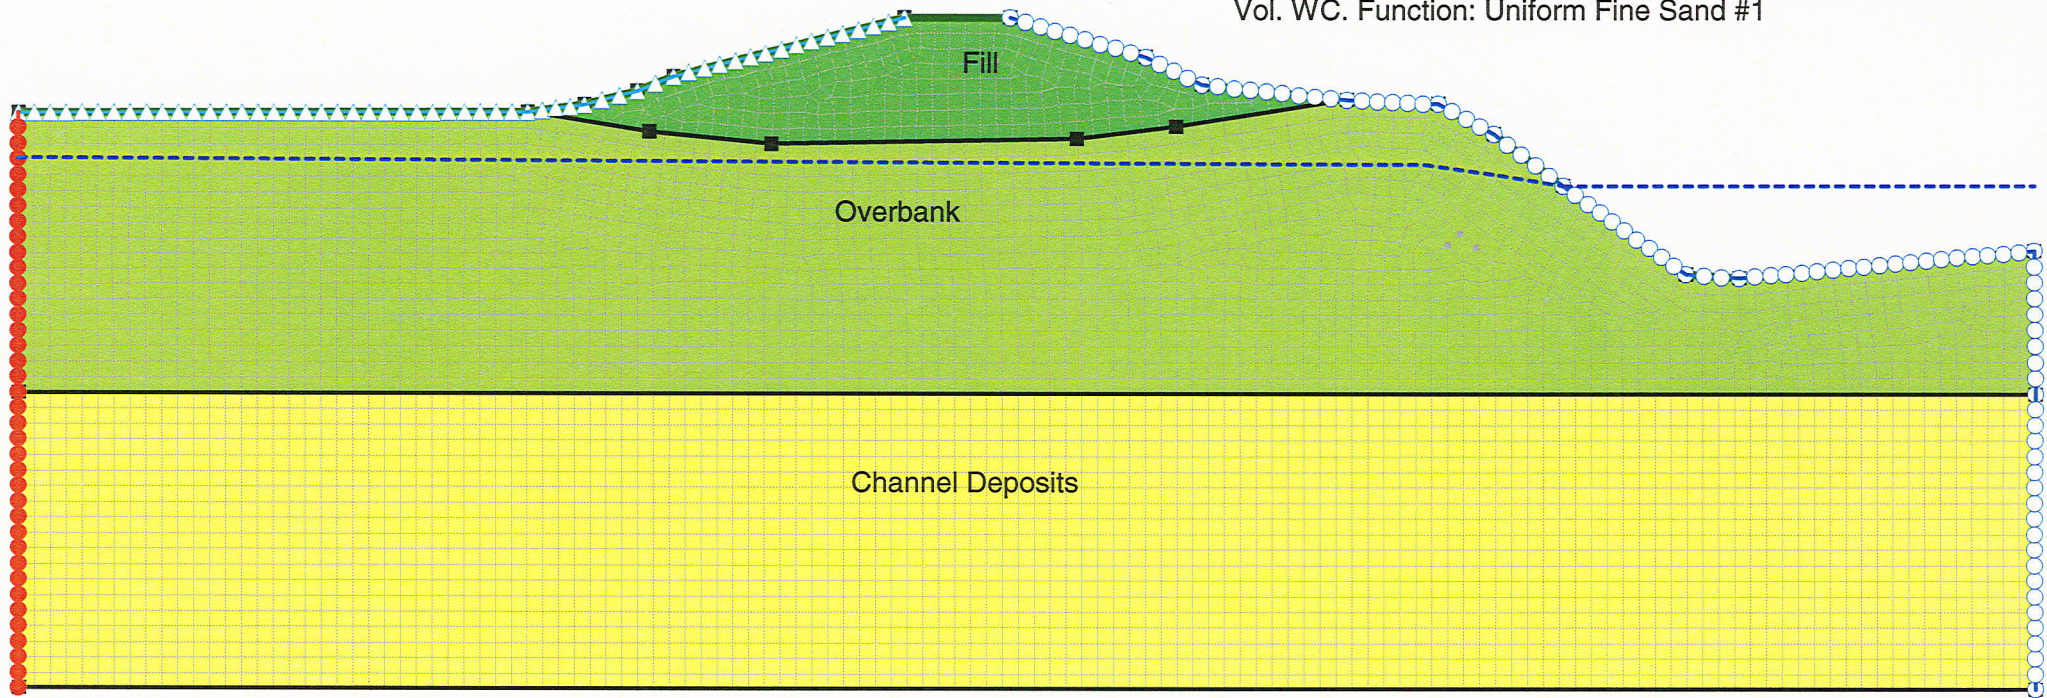 Vol. WC. Function: Uniform Fine Sand #1
Fill
Overbank
Channel Deposits